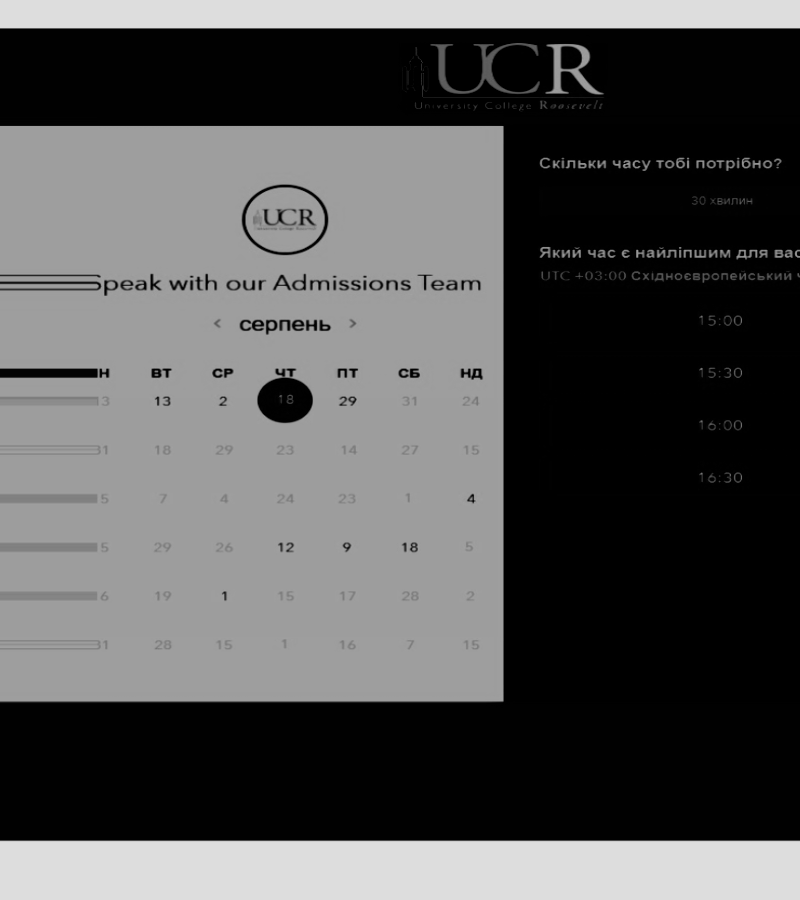 UCR
University College Roosevelt
UCR
peak with our Admissions Team
< серпень >
Н ВТ СР ЧТ ПТ СБ НД
3 13 2 18 29 31 24
31 18 29 23 14 27 15
5 7 4 24 23 1 4
5 29 26 12 9 18 5
6 19 1 15 17 28 2
31 28 15 1 16 7 15
Скільки часу тобі потрібно?
30 хвилин
Який час є найліпшим для вас
UTC +03:00 Східноєвропейський
15:00
15:30
16:00
16:30